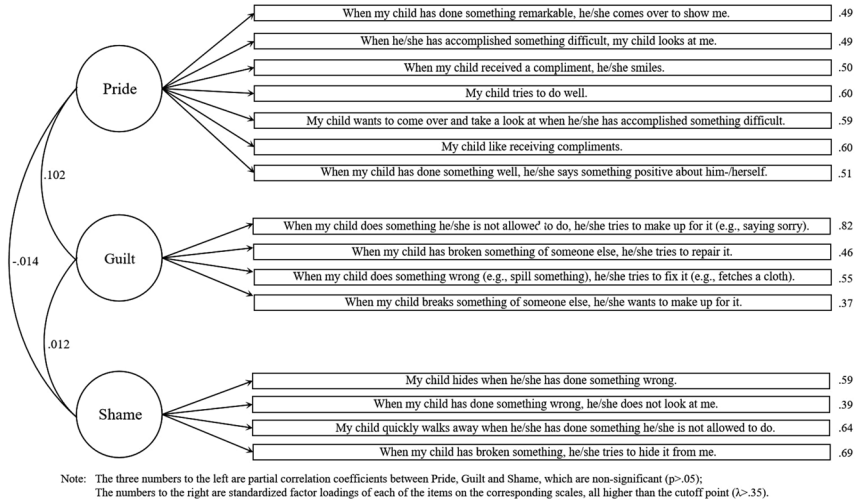 When my child has done something remarkable, he/she comes over to show me. .49
When he/she has accomplished something difficult, my child looks at me. .49
When my child received a compliment, he/she smiles. .50
Pride
My child tries to do well. .60
My child wants to come over and take a look at when he/she has accomplished something difficult. .59
My child like receiving compliments. .60
When my child has done something well, he/she says something positive about him-/herself. .51
.102
When my child does something he/she is not allowed to do, he/she tries to make up for it (e.g., saying sorry). .82
When my child has broken something of someone else, he/she tries to repair it. .46
-.014
Guilt
When my child does something wrong (e.g., spill something), he/she tries to fix it (e.g., fetches a cloth). .55
When my child breaks something of someone else, he/she wants to make up for it. .37
.012
My child hides when he/she has done something wrong. .59
When my child has done something wrong, he/she does not look at me. .39
Shame
My child quickly walks away when he/she has done something he/she is not allowed to do. .64
When my child has broken something, he/she tries to hide it from me. .69
Note: The three numbers to the left are partial correlation coefficients between Pride, Guilt and Shame, which are non-significant (p>.05);
The numbers to the right are standardized factor loadings of each of the items on the corresponding scales, all higher than the cutoff point (λ>.35).